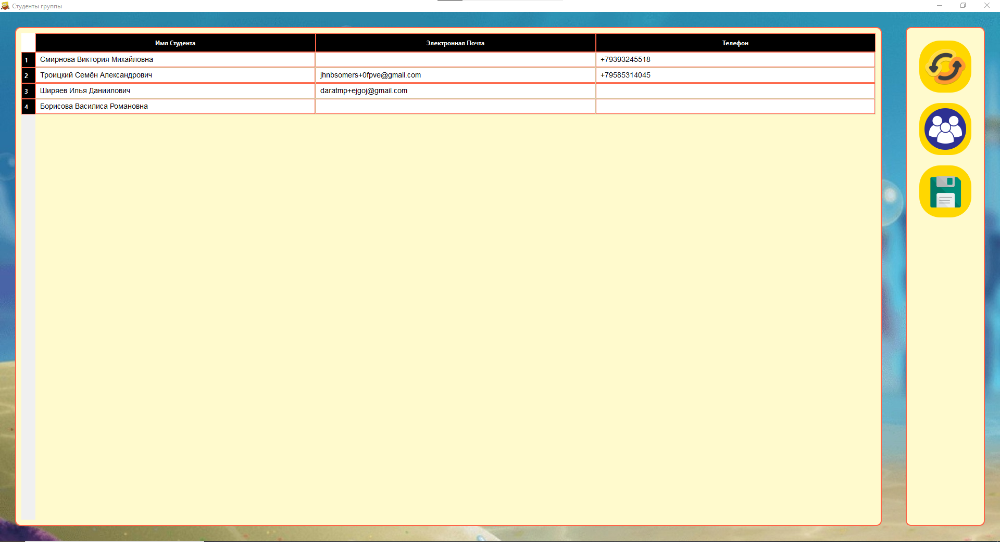 Студенты группы
Имя Студента Электронная Почта Телефон
1 Смирнова Виктория Михайловна +79393245518
2 Троицкий Семён Александрович jhnbsomers+0fpve@gmail.com +79585314045
3 Ширяев Илья Даниилович daratmp+ejgoj@gmail.com
4 Борисова Василиса Романовна